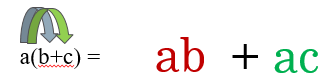 a(b+c) = ab + ac